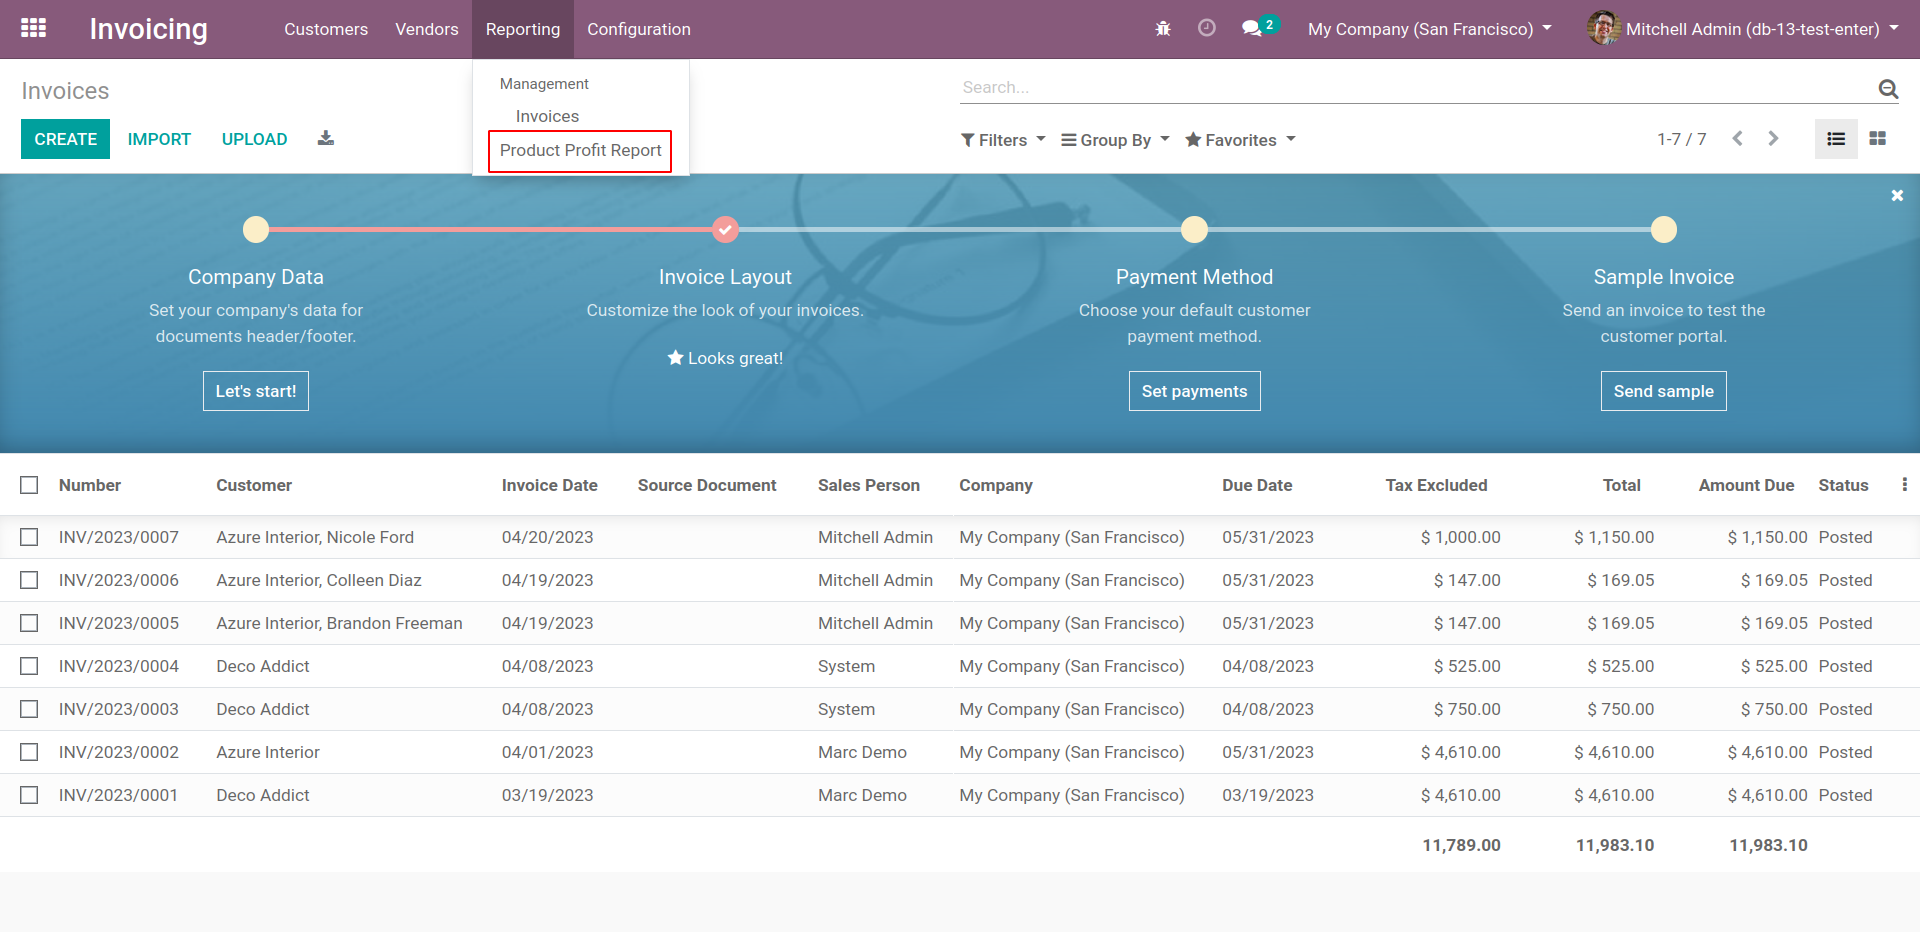 Invoicing Customers Vendors Reporting Configuration 2 My Company (San Francisco) Mitchell Admin (db-13-test-enter)
Management
Invoices
Product Profit Report
Invoices
Search...
CREATE IMPORT UPLOAD
Filters Group By Favorites 1-7 / 7
Company Data
Set your company's data for
documents header/footer.
Let's start!
Invoice Layout
Customize the look of your invoices.
Looks great!
Payment Method
Choose your default customer
payment method.
Set payments
Sample Invoice
Send an invoice to test the
customer portal.
Send sample
Number Customer Invoice Date Source Document Sales Person Company Due Date Tax Excluded Total Amount Due Status
INV/2023/0007 Azure Interior, Nicole Ford 04/20/2023 Mitchell Admin My Company (San Francisco) 05/31/2023 $ 1,000.00 $ 1,150.00 $ 1,150.00 Posted
INV/2023/0006 Azure Interior, Colleen Diaz 04/19/2023 Mitchell Admin My Company (San Francisco) 05/31/2023 $ 147.00 $ 169.05 $ 169.05 Posted
INV/2023/0005 Azure Interior, Brandon Freeman 04/19/2023 Mitchell Admin My Company (San Francisco) 05/31/2023 $ 147.00 $ 169.05 $ 169.05 Posted
INV/2023/0004 Deco Addict 04/08/2023 System My Company (San Francisco) 04/08/2023 $ 525.00 $ 525.00 $ 525.00 Posted
INV/2023/0003 Deco Addict 04/08/2023 System My Company (San Francisco) 04/08/2023 $ 750.00 $ 750.00 $ 750.00 Posted
INV/2023/0002 Azure Interior 04/01/2023 Marc Demo My Company (San Francisco) 05/31/2023 $ 4,610.00 $ 4,610.00 $ 4,610.00 Posted
INV/2023/0001 Deco Addict 03/19/2023 Marc Demo My Company (San Francisco) 03/19/2023 $ 4,610.00 $ 4,610.00 $ 4,610.00 Posted
11,789.00 11,983.10 11,983.10